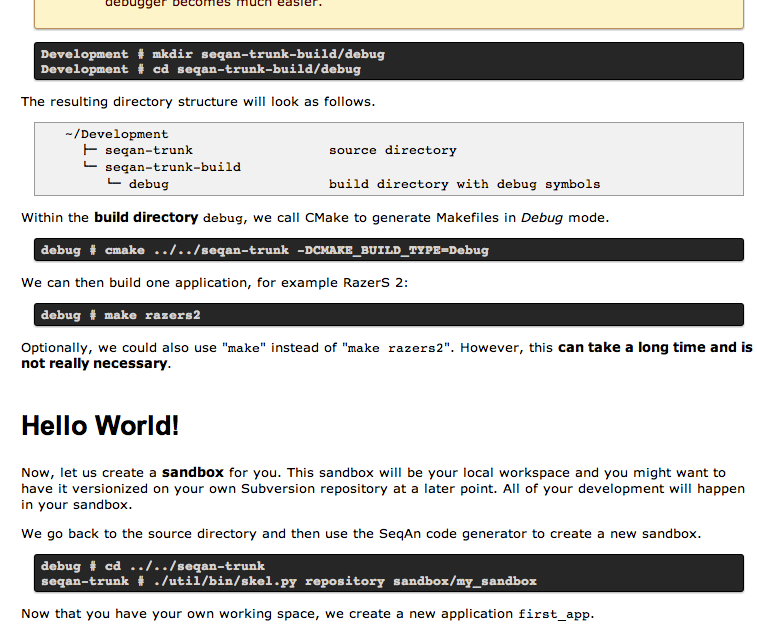 debugger becomes much easier.
Development # mkdir seqan-trunk-build/debug
Development # cd seqan-trunk-build/debug
The resulting directory structure will look as follows.
~/Development
├─ seqan-trunk source directory
└─ seqan-trunk-build
└─ debug build directory with debug symbols
Within the build directory debug, we call CMake to generate Makefiles in Debug mode.
debug # cmake ../../seqan-trunk -DCMAKE_BUILD_TYPE=Debug
We can then build one application, for example RazerS 2:
debug # make razers2
Optionally, we could also use "make" instead of "make razers2". However, this can take a long time and is
not really necessary.
Hello World!
Now, let us create a sandbox for you. This sandbox will be your local workspace and you might want to
have it versionized on your own Subversion repository at a later point. All of your development will happen
in your sandbox.
We go back to the source directory and then use the SeqAn code generator to create a new sandbox.
debug # cd ../../seqan-trunk
seqan-trunk # ./util/bin/skel.py repository sandbox/my_sandbox
Now that you have your own working space, we create a new application first_app.